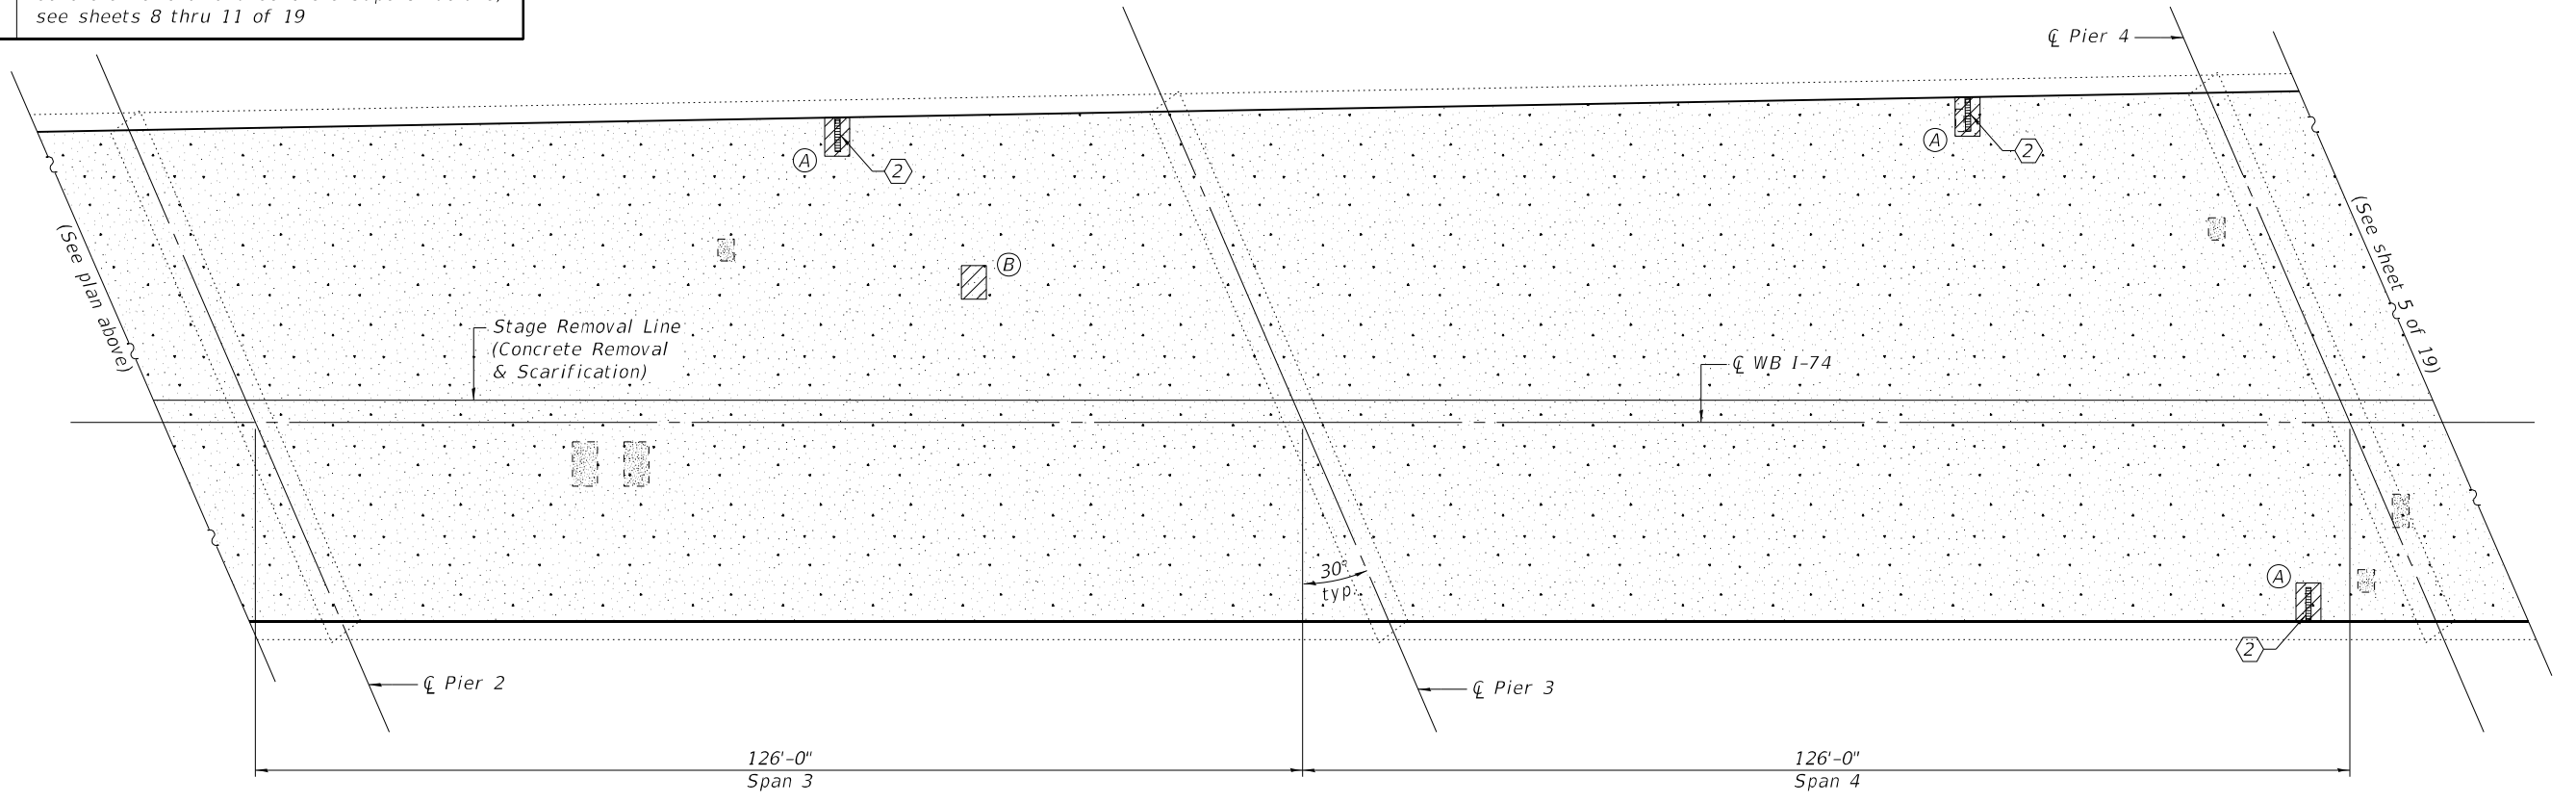 see sheets 8 thru 11 of 19
℄ Pier 4
A
2
A
2
(See plan above)
(See sheet 5 of 19)
B
Stage Removal Line
(Concrete Removal
& Scarification)
℄ WB I-74
30°
typ.
A
2
℄ Pier 2
℄ Pier 3
126'-0"
Span 3
126'-0"
Span 4